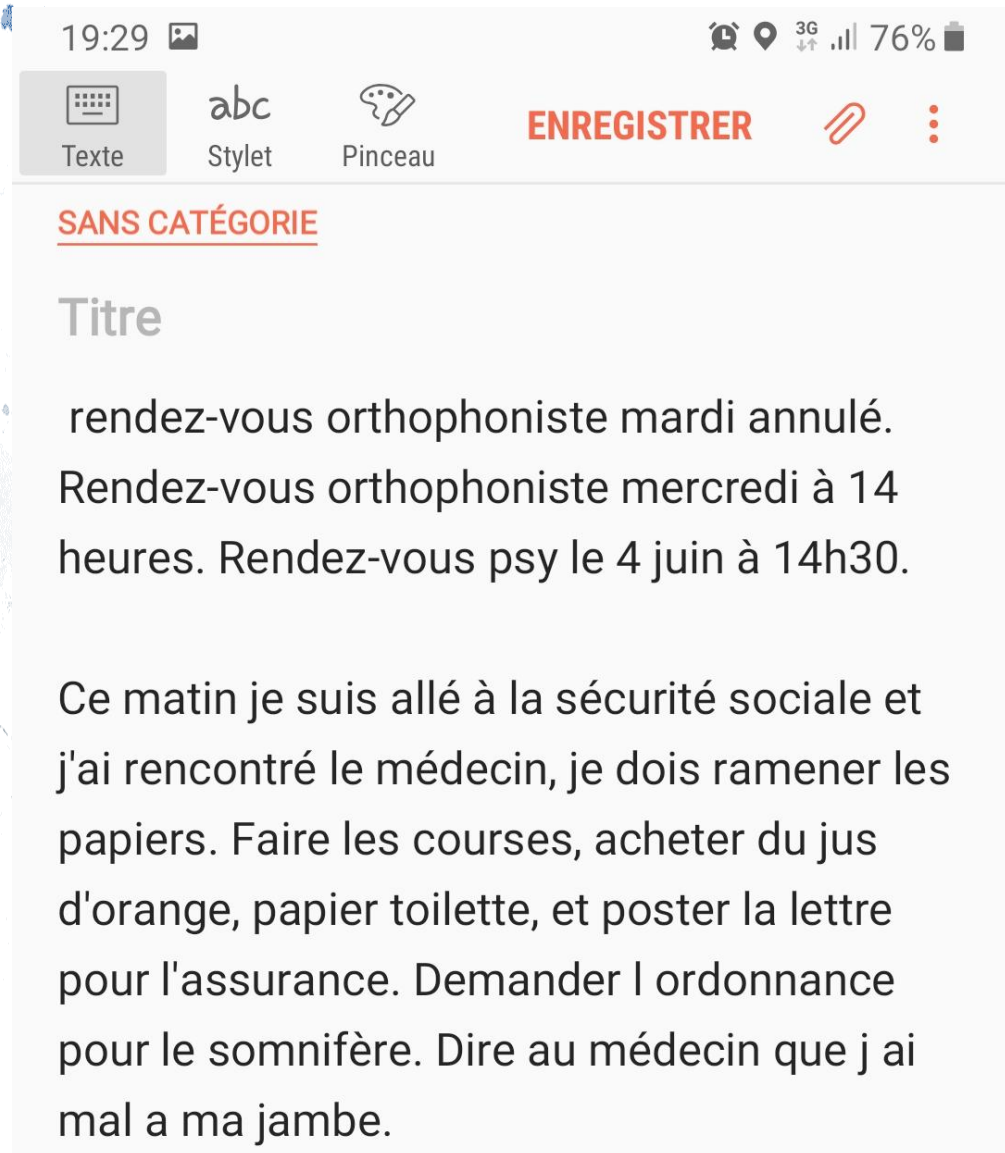 19:29 3G 76%
abc
Texte Stylet Pinceau ENREGISTRER
SANS CATÉGORIE
Titre
rendez-vous orthophoniste mardi annulé.
Rendez-vous orthophoniste mercredi à 14
heures. Rendez-vous psy le 4 juin à 14h30.
Ce matin je suis allé à la sécurité sociale et
j'ai rencontré le médecin, je dois ramener les
papiers. Faire les courses, acheter du jus
d'orange, papier toilette, et poster la lettre
pour l'assurance. Demander l ordonnance
pour le somnifère. Dire au médecin que j ai
mal a ma jambe.